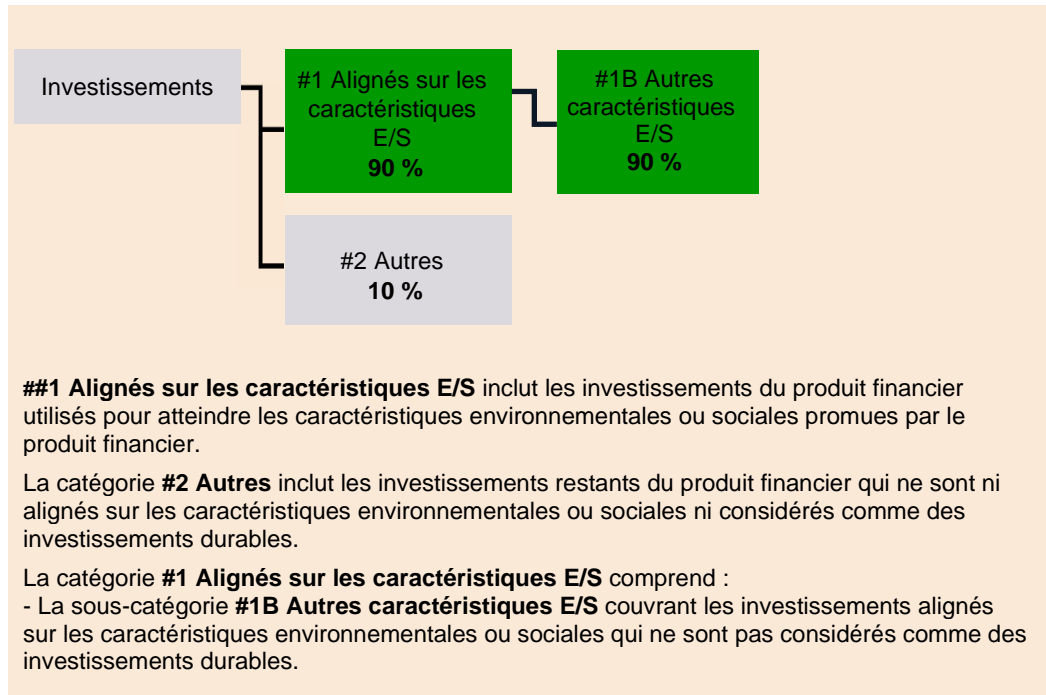 Investissements
#1 Alignés sur les
caractéristiques
E/S
90 %
#1B Autres
caractéristiques
E/S
90 %
#2 Autres
10 %
##1 Alignés sur les caractéristiques E/S inclut les investissements du produit financier
utilisés pour atteindre les caractéristiques environnementales ou sociales promues par le
produit financier.
La catégorie #2 Autres inclut les investissements restants du produit financier qui ne sont ni
alignés sur les caractéristiques environnementales ou sociales ni considérés comme des
investissements durables.
La catégorie #1 Alignés sur les caractéristiques E/S comprend :
- La sous-catégorie #1B Autres caractéristiques E/S couvrant les investissements alignés
sur les caractéristiques environnementales ou sociales qui ne sont pas considérés comme des
investissements durables.